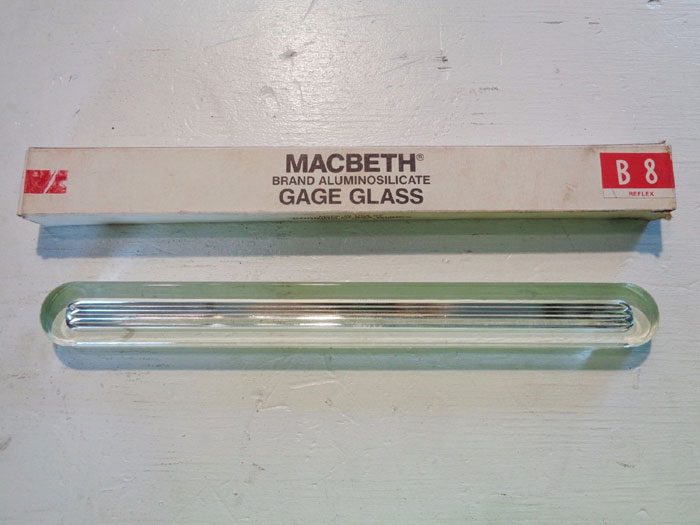 MACBETH®
BRAND ALUMINOSILICATE
GAGE GLASS
B 8
REFLEX